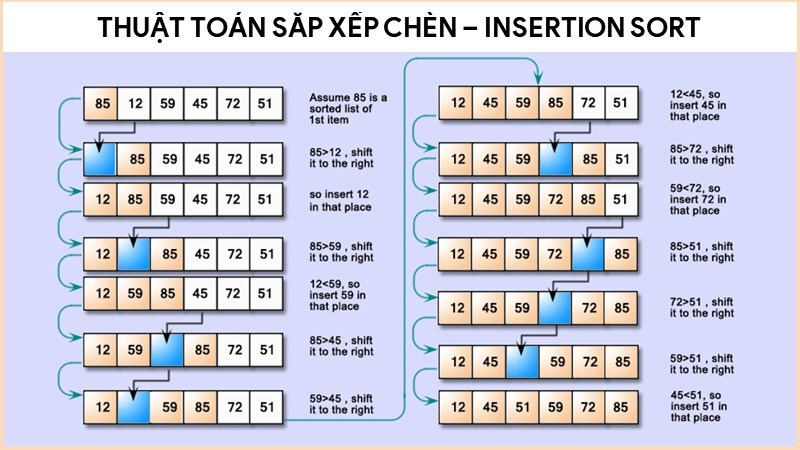 THUẬT TOÁN SẮP XẾP CHÈN – INSERTION SORT
85 12 59 45 72 51
Assume 85 is a
sorted list of
1st item
85 59 45 72 51
85>12 , shift
it to the right
12 85 59 45 72 51
so insert 12
in that place
12 85 45 72 51
85>59 , shift
it to the right
12 59 85 45 72 51
12<59, so
insert 59 in
that place
12 59 85 72 51
85>45 , shift
it to the right
12 59 85 72 51
59>45 , shift
it to the right
12 45 59 85 72 51
12<45, so
insert 45 in
that place
12 45 59 85 51
85>72 , shift
it to the right
12 45 59 72 85 51
59<72, so
insert 72 in
that place
12 45 59 72 85
85>51 , shift
it to the right
12 45 59 72 85
72>51 , shift
it to the right
12 45 59 72 85
59>51 , shift
it to the right
12 45 51 59 72 85
45<51, so
insert 51 in
that place